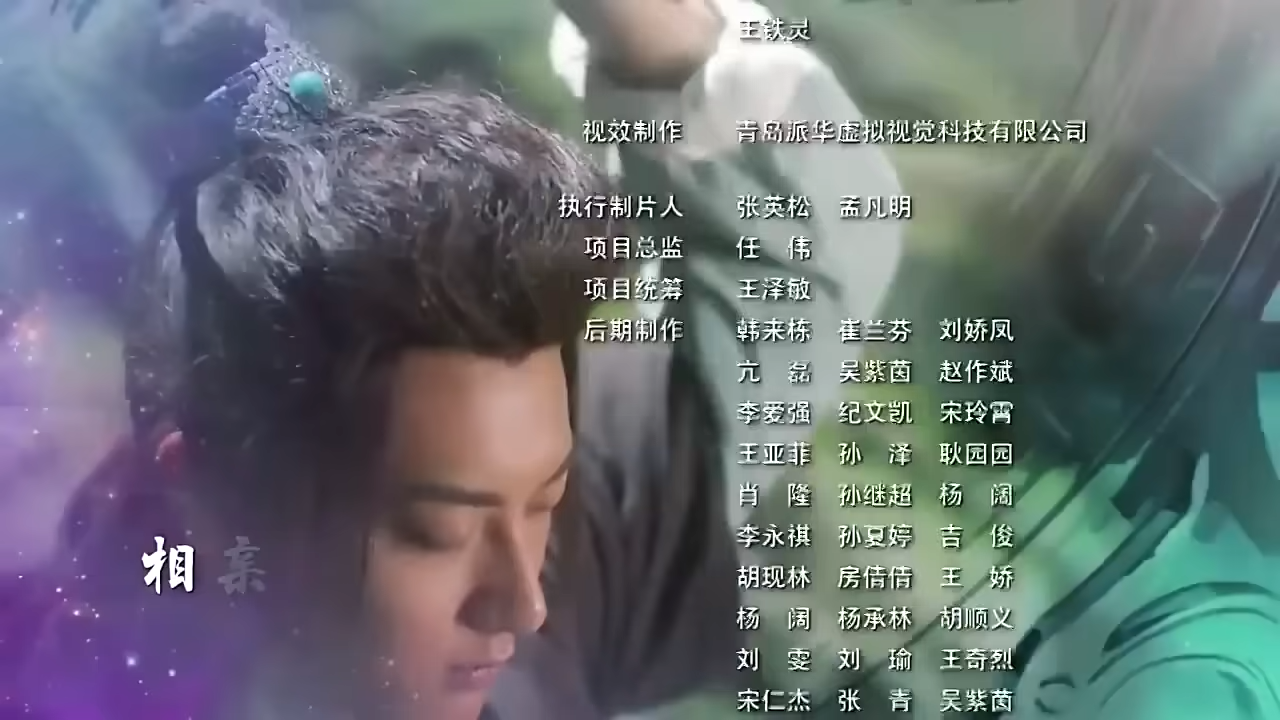 王铁灵
视效制作 青岛派华虚拟视觉科技有限公司
执行制片人 张英松 孟凡明
项目总监 任 伟
项目统筹 王泽敏
后期制作 韩来栋 崔兰芬 刘娇凤
亢 磊 吴紫茵 赵作斌
李爱强 纪文凯 宋玲霄
王亚菲 孙 泽 耿园园
肖 隆 孙继超 杨 阔
李永祺 孙夏婷 吉 俊
胡现林 房倩倩 王 娇
杨 阔 杨承林 胡顺义
刘 雯 刘 瑜 王奇烈
宋仁杰 张 青 吴紫茵
相弃